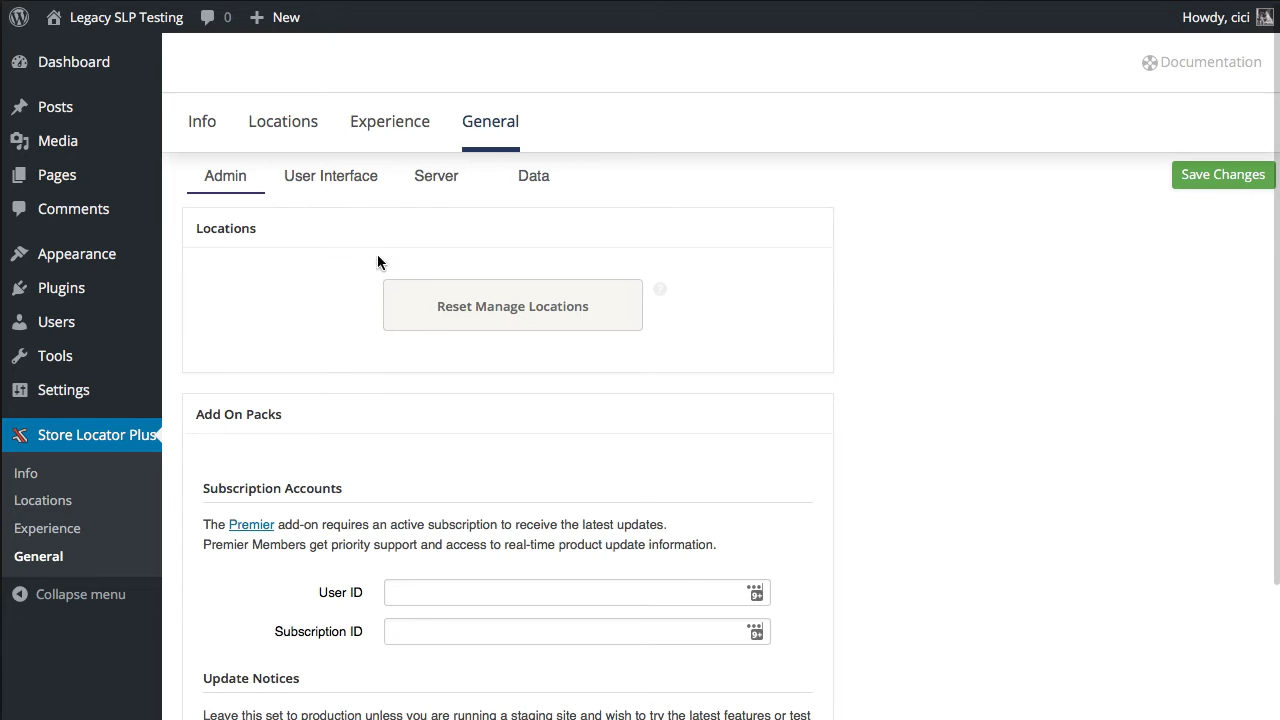 Legacy SLP Testing 0 New Howdy, cici
Dashboard
Posts
Media
Pages
Comments
Appearance
Plugins
Users
Tools
Settings
Store Locator Plus
Info
Locations
Experience
General
Collapse menu
Documentation
Info Locations Experience General
Admin User Interface Server Data
Save Changes
Locations
Reset Manage Locations ?
Add On Packs
Subscription Accounts
The Premier add-on requires an active subscription to receive the latest updates.
Premier Members get priority support and access to real-time product update information.
User ID 9+
Subscription ID 9+
Update Notices
Leave this set to production unless you are running a staging site and wish to try the latest features or test